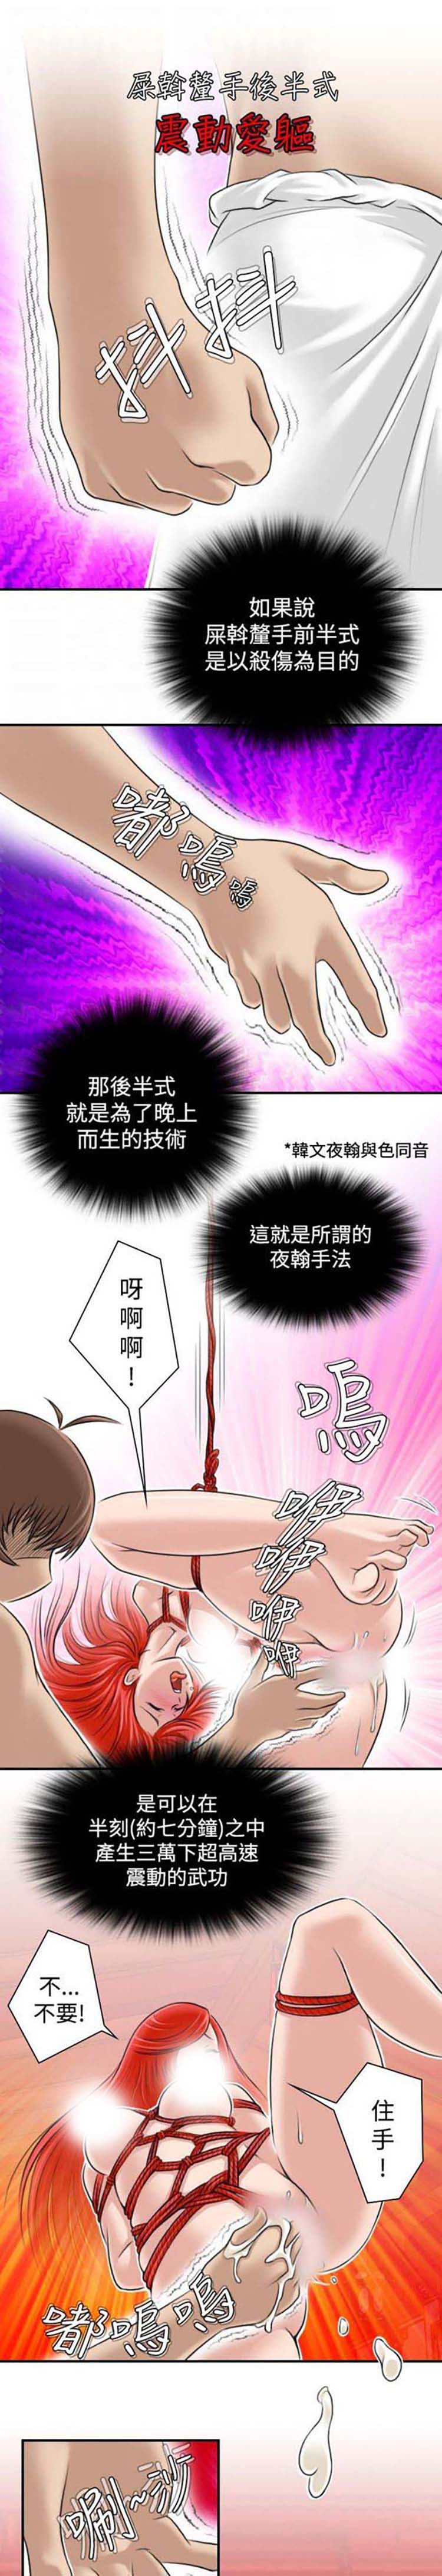 屎斡釐手後半式
震動愛軀
抖抖
如果說
屎斡釐手前半式
是以殺傷為目的
嘟嗚嗚
那後半式
就是為了晚上
而生的技術
*韓文夜翰與色同音
這就是所謂的
夜翰手法
呀啊啊！
嗚
咿咿咿咿
是可以在
半刻(約七分鐘)之中
產生三萬下超高速
震動的武功
不...
不要!
住手！
嘟嗚嗚
唰~沙